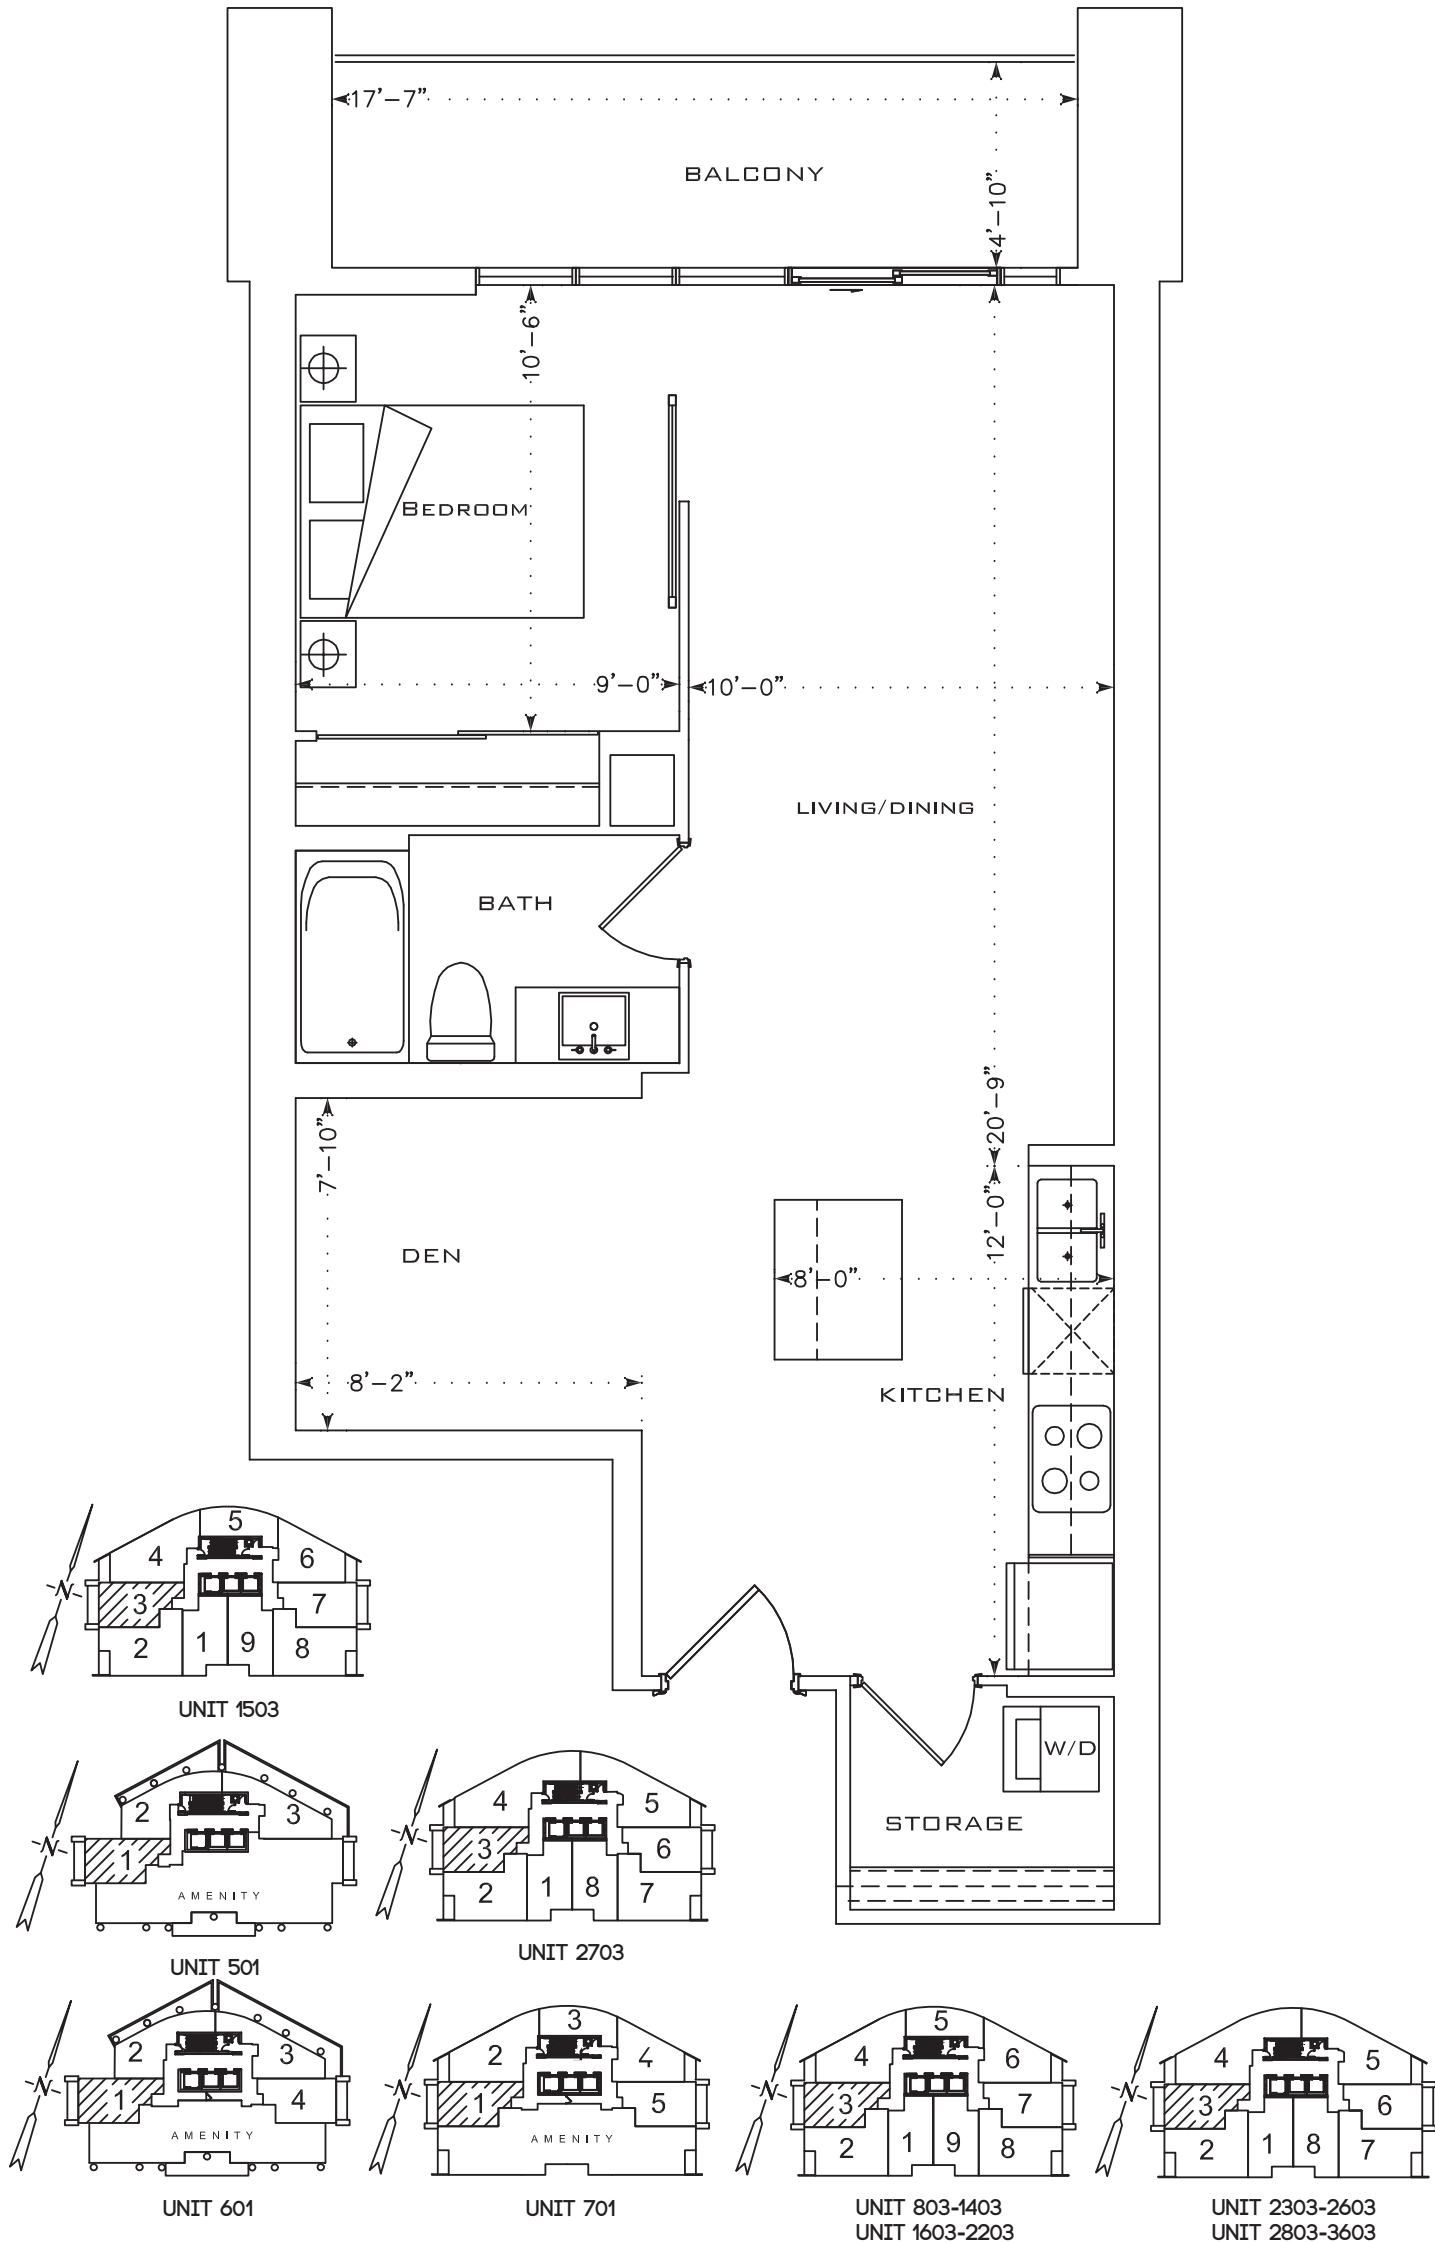 17'-7"
BALCONY
4'-10"
10'-6"
BEDROOM
9'-0"
10'-0"
LIVING/DINING
BATH
20'-9"
7'-10"
12'-0"
DEN
8'-0"
8'-2"
KITCHEN
W/D
STORAGE
N
5
4
6
3
7
2
1
9
8
UNIT 1503
N
2
3
1
AMENITY
UNIT 501
N
4
5
3
6
2
1
8
7
UNIT 2703
N
2
3
1
4
AMENITY
UNIT 601
N
3
2
4
1
5
AMENITY
UNIT 701
N
5
4
6
3
7
2
1
9
8
UNIT 803-1403
UNIT 1603-2203
N
4
5
3
6
2
1
8
7
UNIT 2303-2603
UNIT 2803-3603